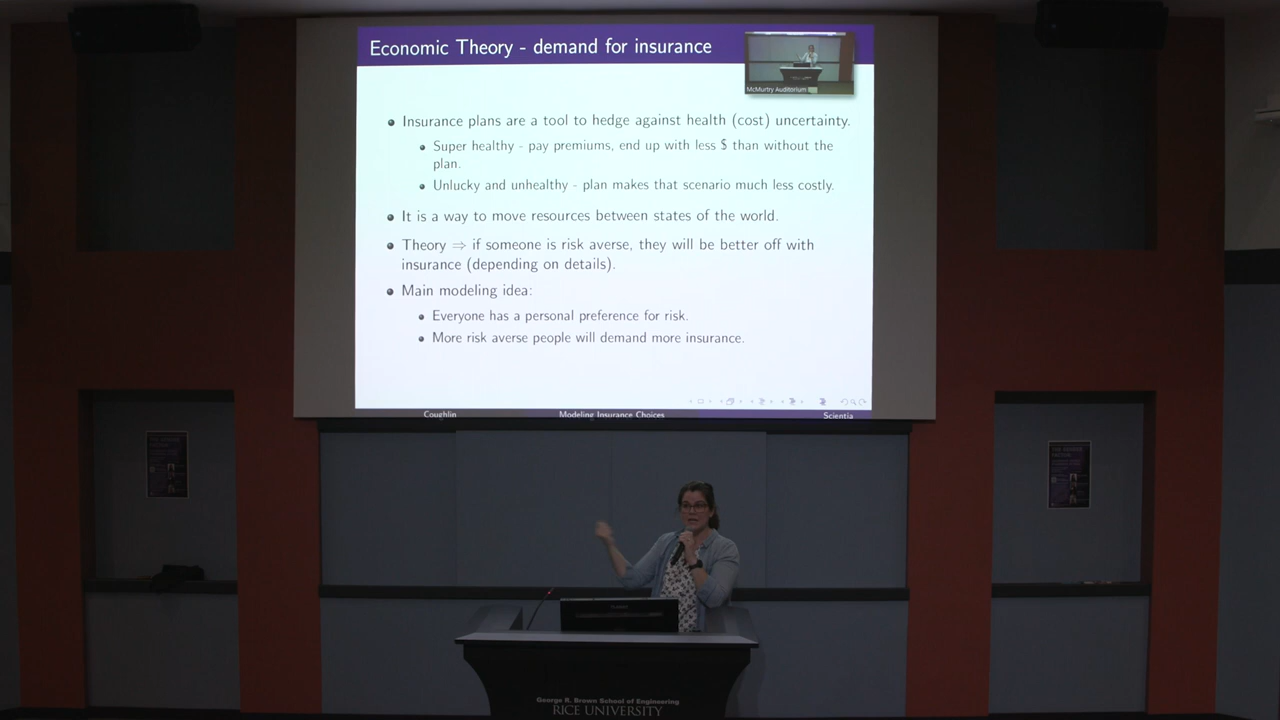 Economic Theory - demand for insurance
McMurtry Auditorium
Insurance plans are a tool to hedge against health (cost) uncertainty.
Super healthy - pay premiums, end up with less $ than without the
plan.
Unlucky and unhealthy - plan makes that scenario much less costly.
It is a way to move resources between states of the world.
Theory ⇒ if someone is risk averse, they will be better off with
insurance (depending on details).
Main modeling idea:
Everyone has a personal preference for risk.
More risk averse people will demand more insurance.
Coughlin Modeling Insurance Choices Scientia
George R. Brown School of Engineering
RICE UNIVERSITY